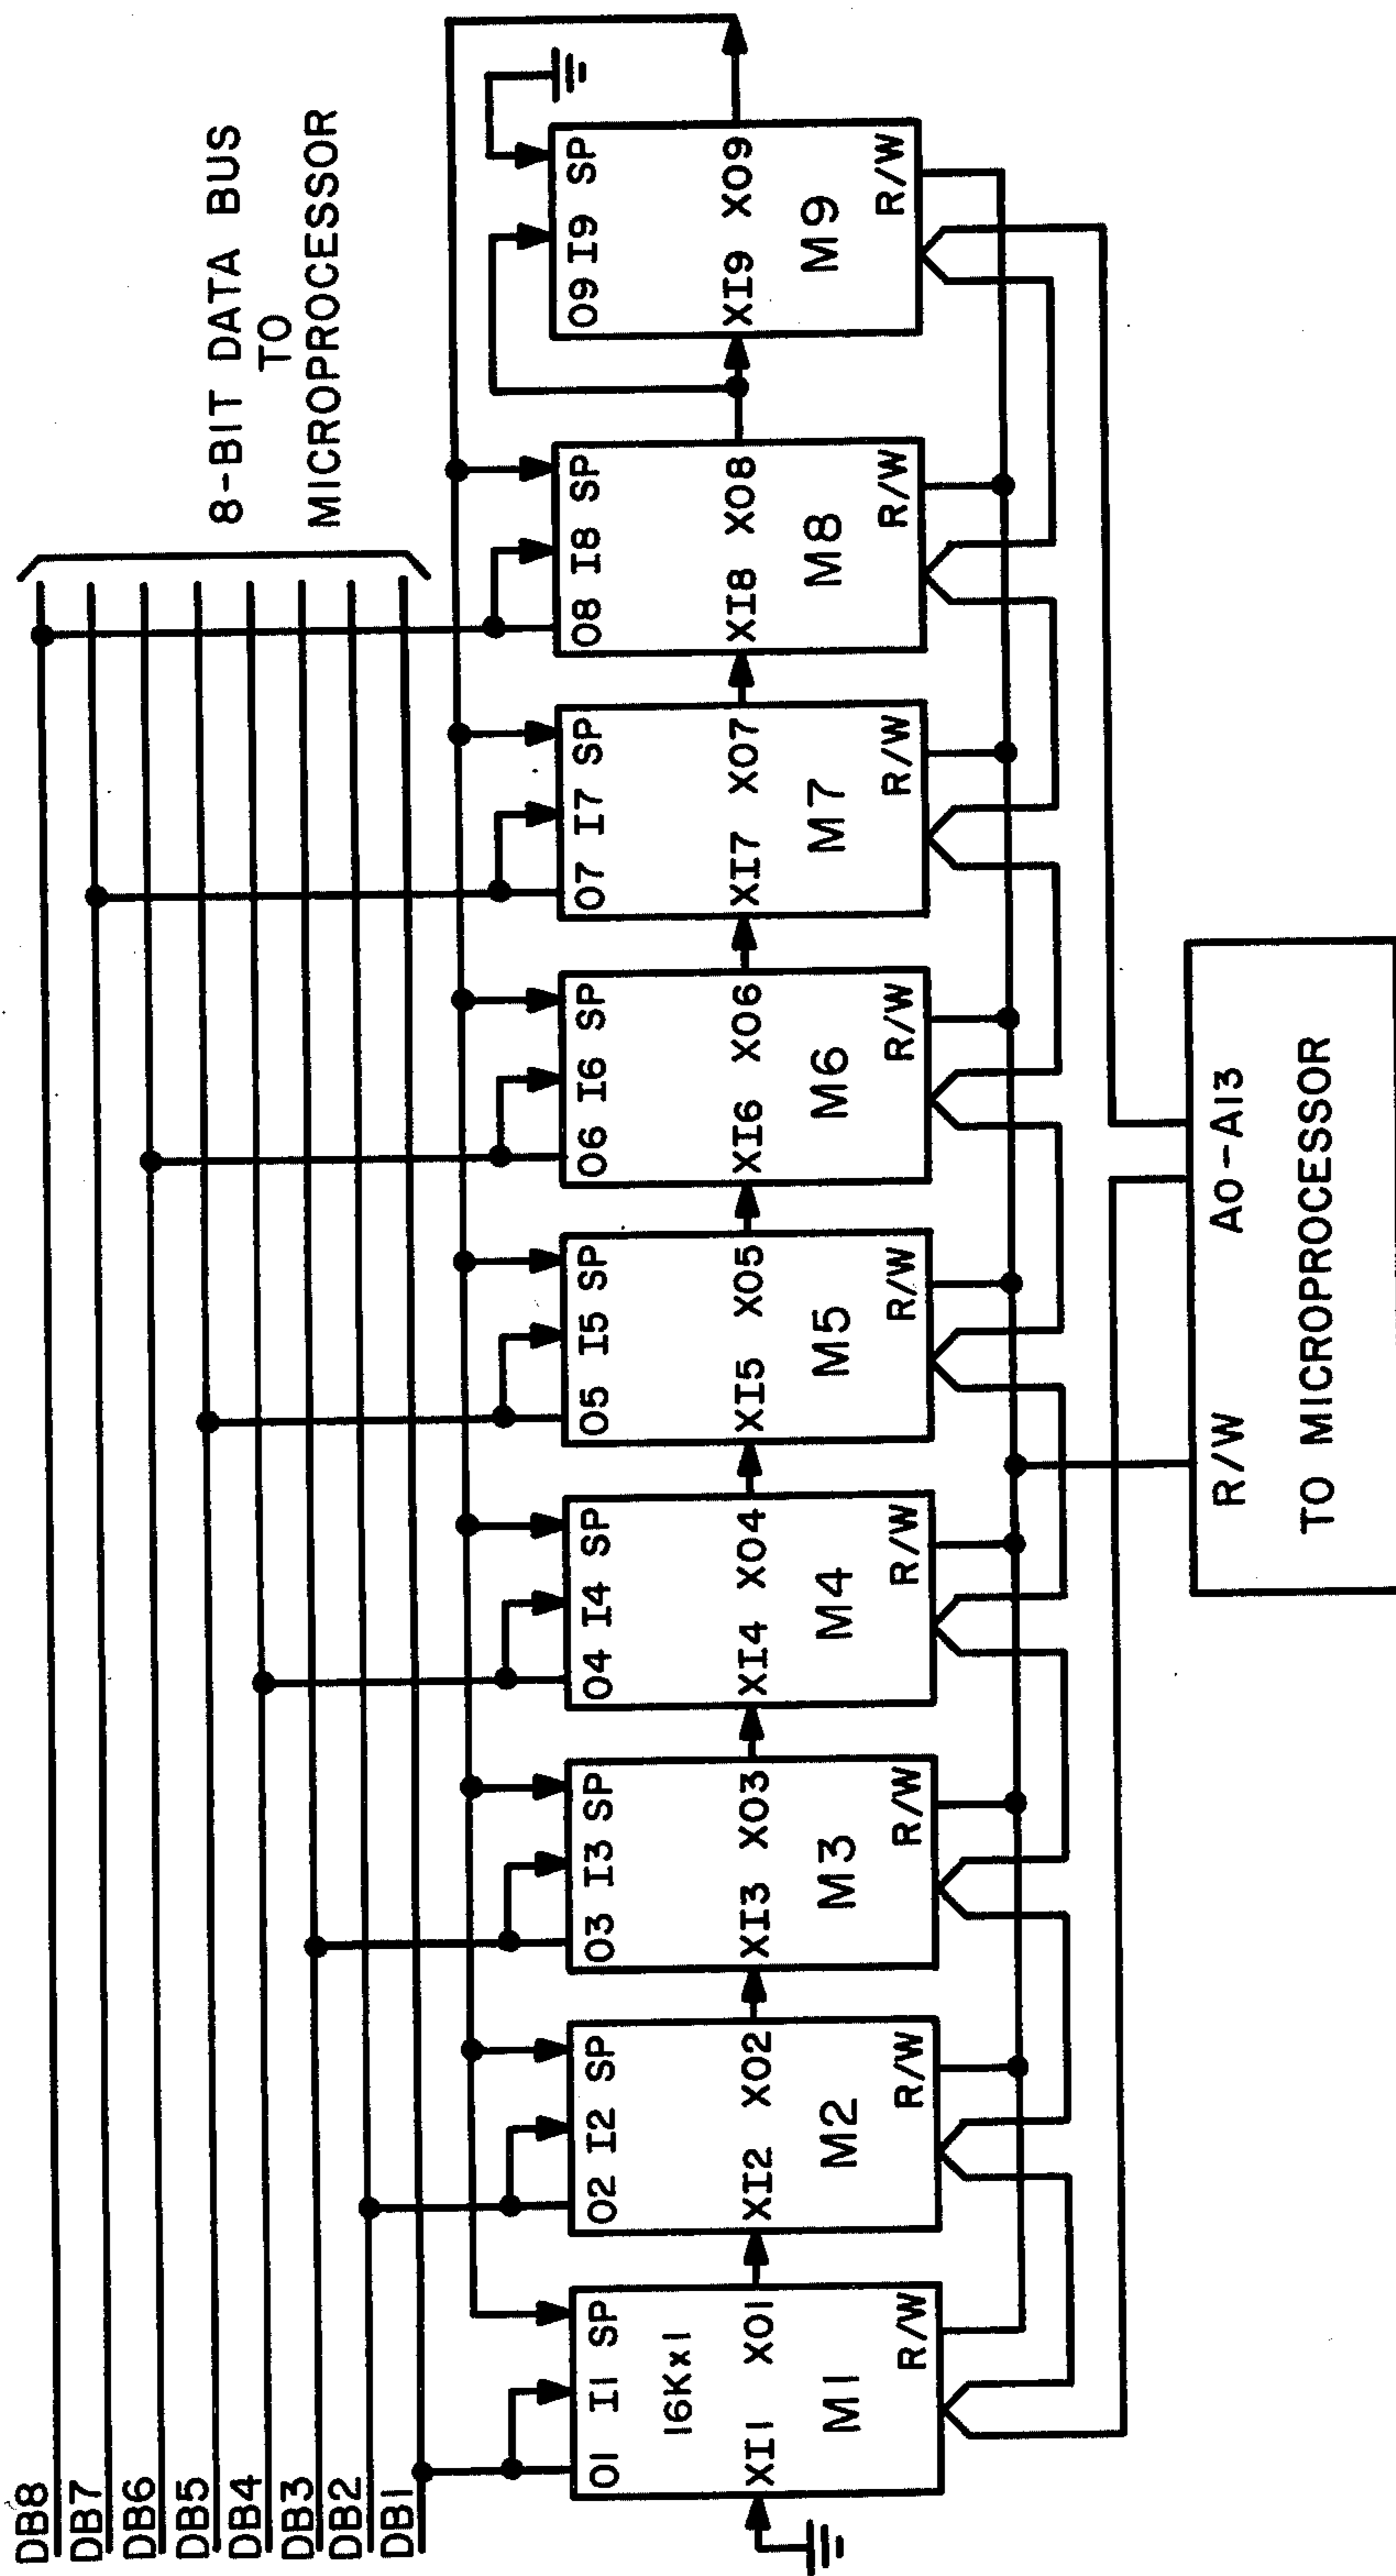 DB8
DB7
DB6
DB5
DB4
DB3
DB2
DB1
8-BIT DATA BUS
TO
MICROPROCESSOR
O1 I1 SP
16Kx1
XI1 XO1
M1
R/W
O2 I2 SP
XI2 XO2
M2
R/W
O3 I3 SP
XI3 XO3
M3
R/W
O4 I4 SP
XI4 XO4
M4
R/W
O5 I5 SP
XI5 XO5
M5
R/W
O6 I6 SP
XI6 XO6
M6
R/W
O7 I7 SP
XI7 XO7
M7
R/W
O8 I8 SP
XI8 XO8
M8
R/W
O9 I9 SP
XI9 XO9
M9
R/W
R/W A0-A13
TO MICROPROCESSOR